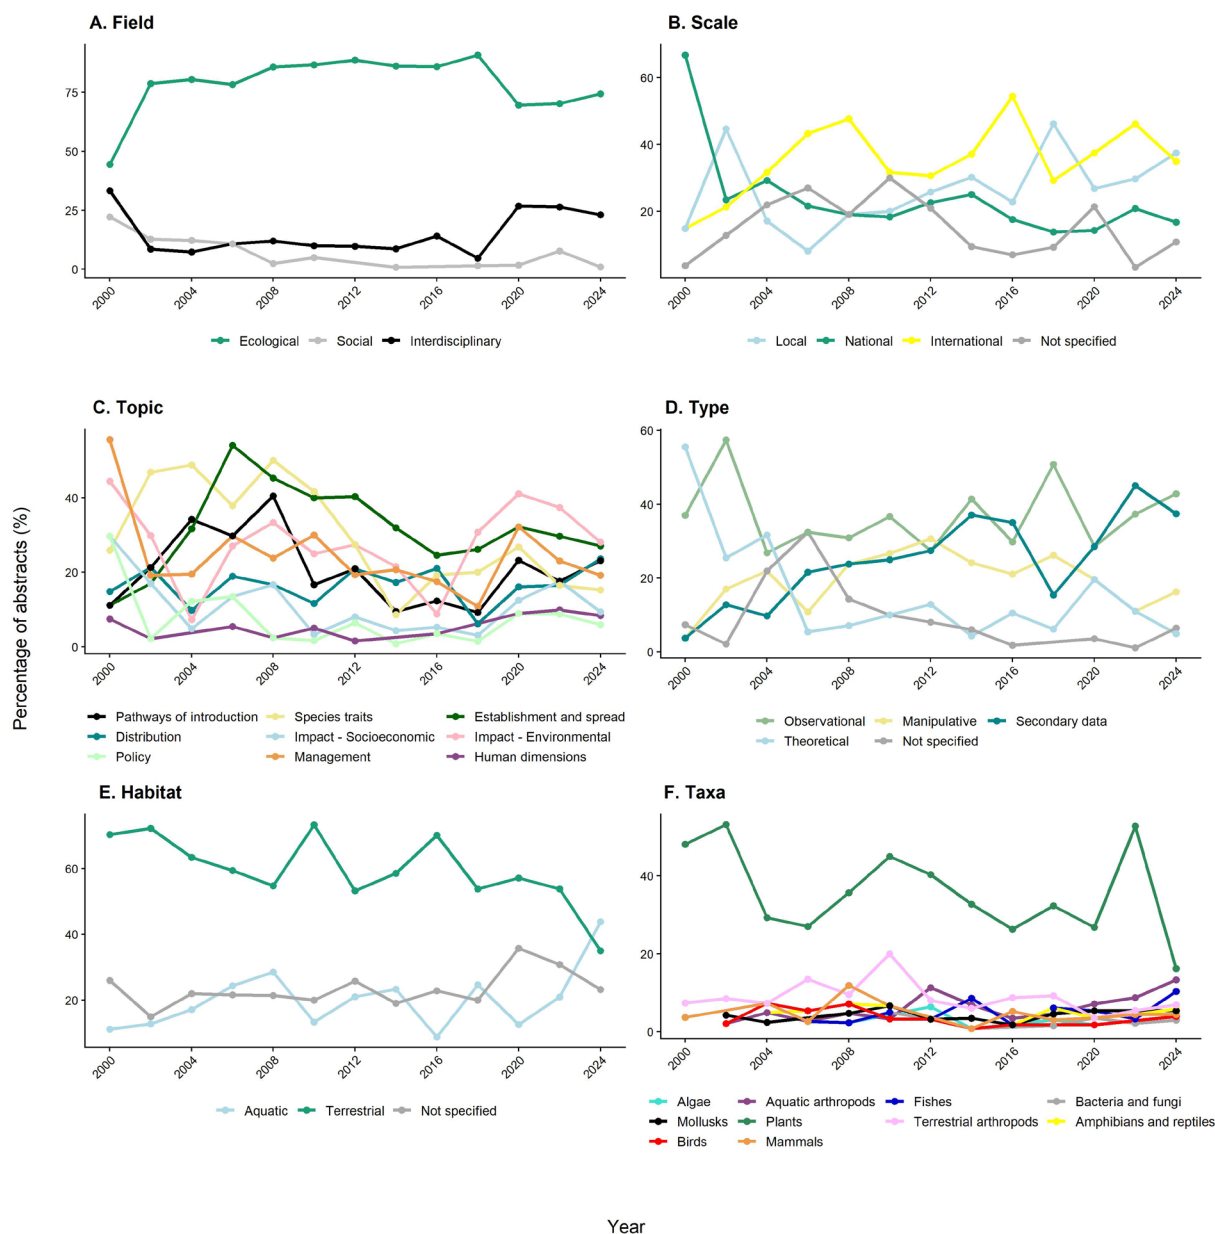 A. Field
75
50
25
0
2000
2004
2008
2012
2016
2020
2024
Ecological
Social
Interdisciplinary
B. Scale
60
40
20
2000
2004
2008
2012
2016
2020
2024
Local
National
International
Not specified
Percentage of abstracts (%)
C. Topic
40
20
0
2000
2004
2008
2012
2016
2020
2024
Pathways of introduction
Species traits
Establishment and spread
Distribution
Impact - Socioeconomic
Impact - Environmental
Policy
Management
Human dimensions
D. Type
60
40
20
0
2000
2004
2008
2012
2016
2020
2024
Observational
Manipulative
Secondary data
Theoretical
Not specified
E. Habitat
60
40
20
2000
2004
2008
2012
2016
2020
2024
Aquatic
Terrestrial
Not specified
F. Taxa
40
20
0
2000
2004
2008
2012
2016
2020
2024
Algae
Aquatic arthropods
Fishes
Bacteria and fungi
Mollusks
Plants
Terrestrial arthropods
Amphibians and reptiles
Birds
Mammals
Year